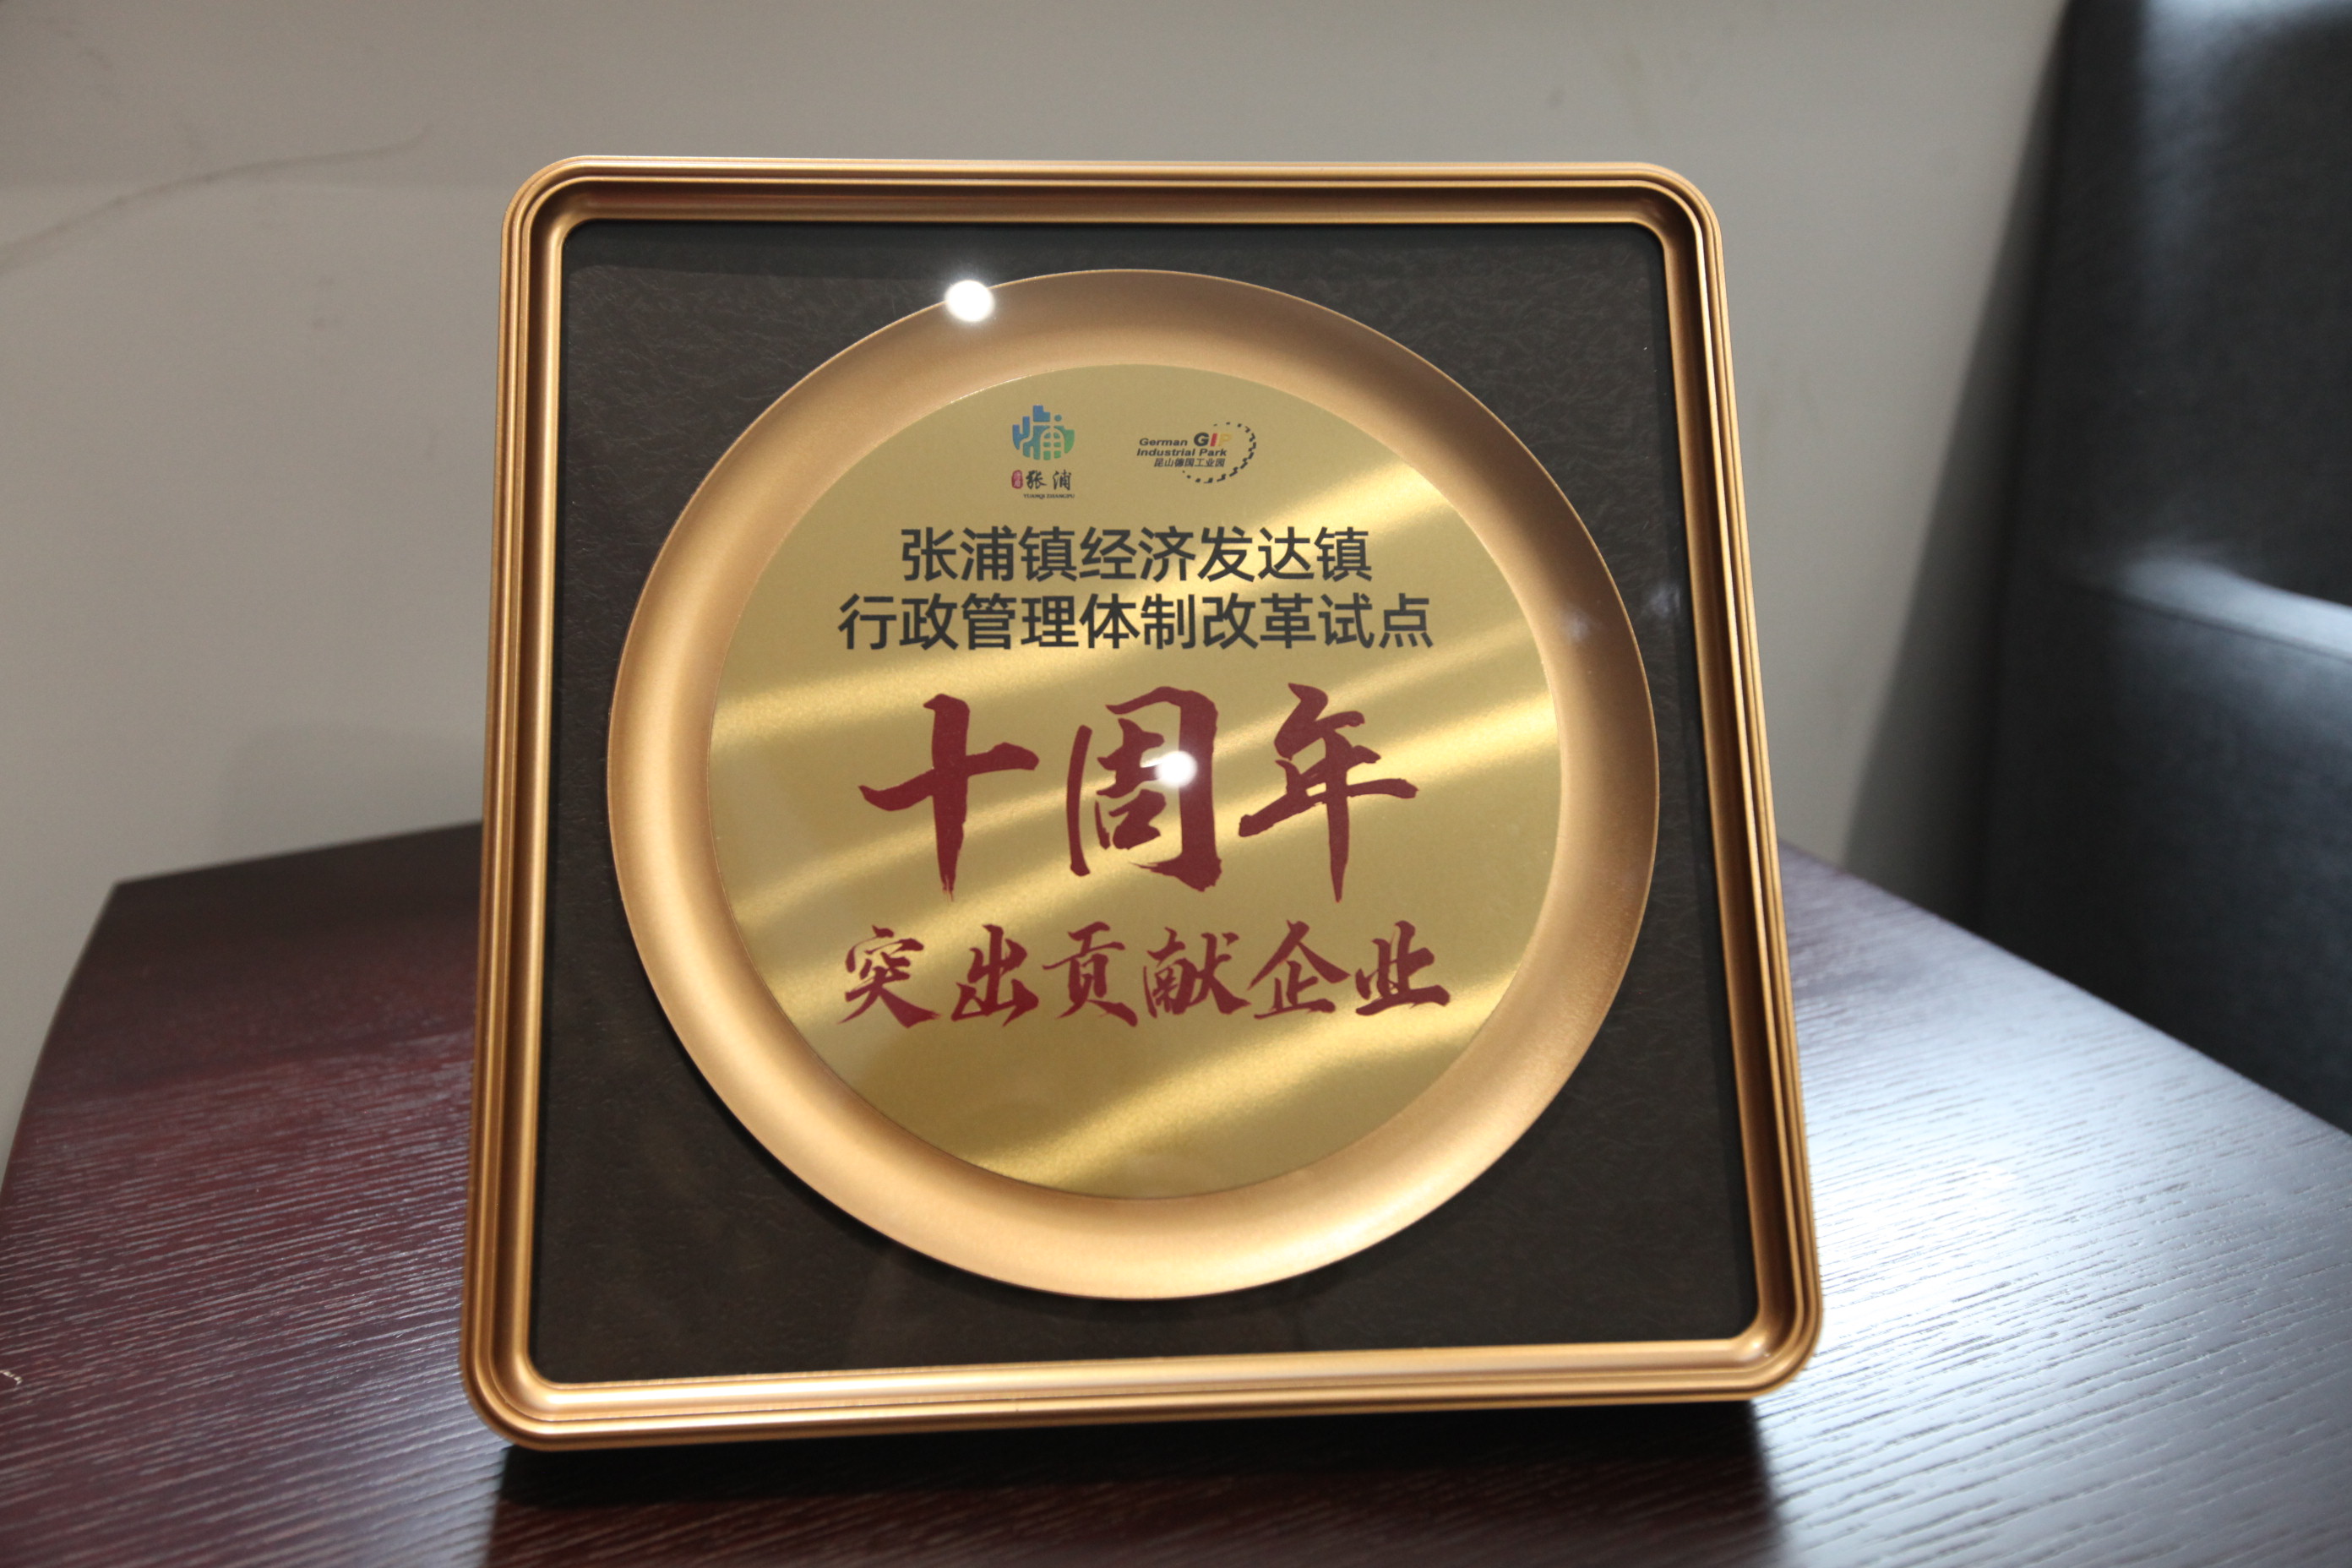 张浦
YUANQI ZHANGPU
German GIP
Industrial Park
昆山德国工业园
张浦镇经济发达镇
行政管理体制改革试点
十周年
突出贡献企业